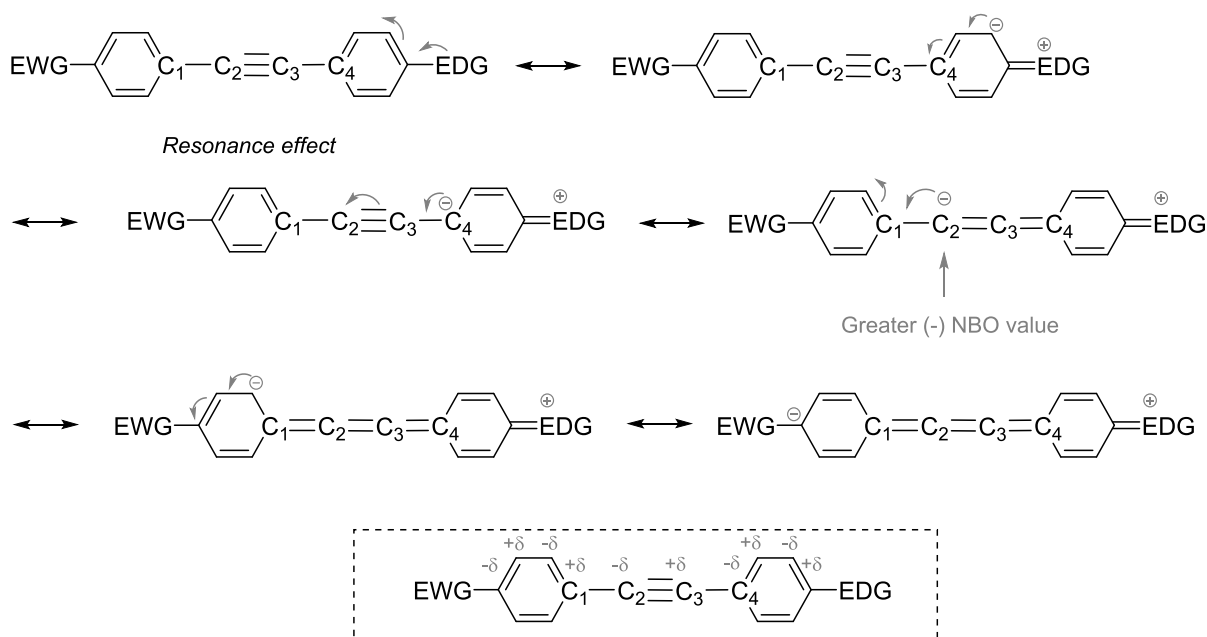 EWG C1 C2 C3 C4 EDG EWG C1 C2 C3 C4 ⊖ ⊕ EDG
Resonance effect
EWG C1 C2 C3 ⊖ C4 ⊕ EDG EWG C1 ⊖ C2 C3 C4 ⊕ EDG
Greater (-) NBO value
EWG ⊖ C1 C2 C3 C4 ⊕ EDG EWG ⊖ C1 C2 C3 C4 ⊕ EDG
+δ -δ +δ -δ
-δ +δ -δ +δ -δ +δ
EWG C1 C2 C3 C4 EDG